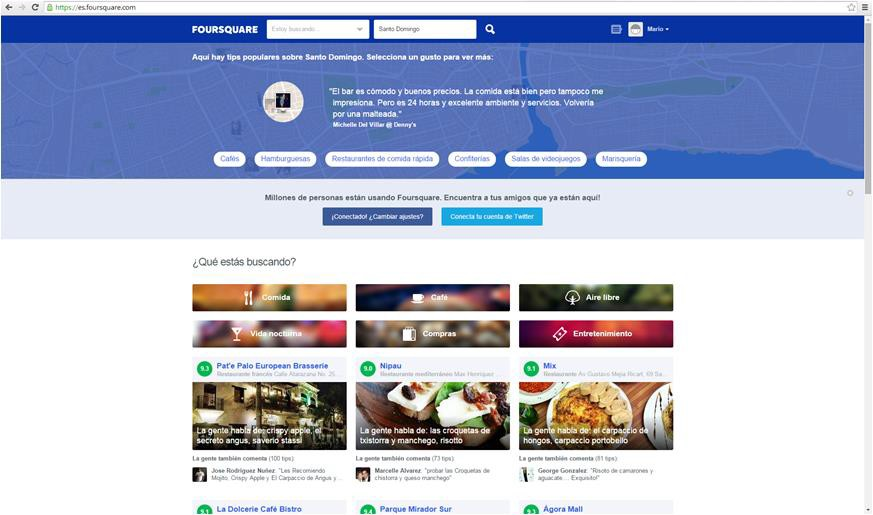 https://es.foursquare.com
FOURSQUARE
Estoy buscando...
Santo Domingo
Mario
Aquí hay tips populares sobre Santo Domingo. Selecciona un gusto para ver más:
"El bar es cómodo y buenos precios. La comida está bien pero tampoco me
impresiona. Pero es 24 horas y excelente ambiente y servicios. Volvería
por una malteada."
Michelle Del Villar @ Denny's
Cafés
Hamburguesas
Restaurantes de comida rápida
Confiterías
Salas de videojuegos
Marisquería
Millones de personas están usando Foursquare. Encuentra a tus amigos que ya están aquí!
¡Conectado! ¿Cambiar ajustes?
Conecta tu cuenta de Twitter
¿Qué estás buscando?
Comida
Café
Aire libre
Vida nocturna
Compras
Entretenimiento
9.3
Pat'e Palo European Brasserie
Restaurante francés Calle Atarazana No. 25...
La gente habla de: crispy apple, el
secreto angus, saverio stassi
La gente también comenta (100 tips):
Jose Rodriguez Nuñez: "Les Recomiendo
Mojito, Crispy Apple y El Carpaccio de Angus y...
9.0
Nipau
Restaurante mediterráneo Max Henriquez ...
La gente habla de: las croquetas de
txistorra y manchego, risotto
La gente también comenta (73 tips):
Marcelle Alvarez: "probar las Croquetas de
chistorra y queso manchego"
9.1
Mix
Restaurante Av Gustavo Mejia Ricart, 69 Sa...
La gente habla de: el carpaccio de
hongos, carpaccio portobello
La gente también comenta (81 tips):
George Gonzalez: "Risoto de camarones y
aguacate.... Exquisito!"
9.1
La Dolcerie Café Bistro
9.4
Parque Mirador Sur
9.3
Ágora Mall